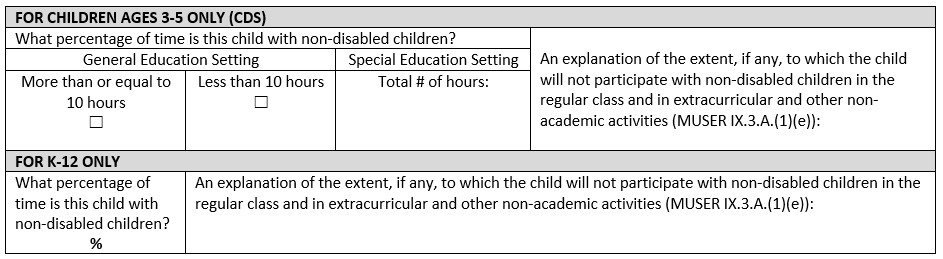 FOR CHILDREN AGES 3-5 ONLY (CDS)
What percentage of time is this child with non-disabled children?
General Education Setting
Special Education Setting
More than or equal to
10 hours
☐
Less than 10 hours
☐
Total # of hours:
An explanation of the extent, if any, to which the child
will not participate with non-disabled children in the
regular class and in extracurricular and other non-
academic activities (MUSER IX.3.A.(1)(e)):
FOR K-12 ONLY
What percentage of
time is this child with
non-disabled children?
%
An explanation of the extent, if any, to which the child will not participate with non-disabled children in the
regular class and in extracurricular and other non-academic activities (MUSER IX.3.A.(1)(e)):